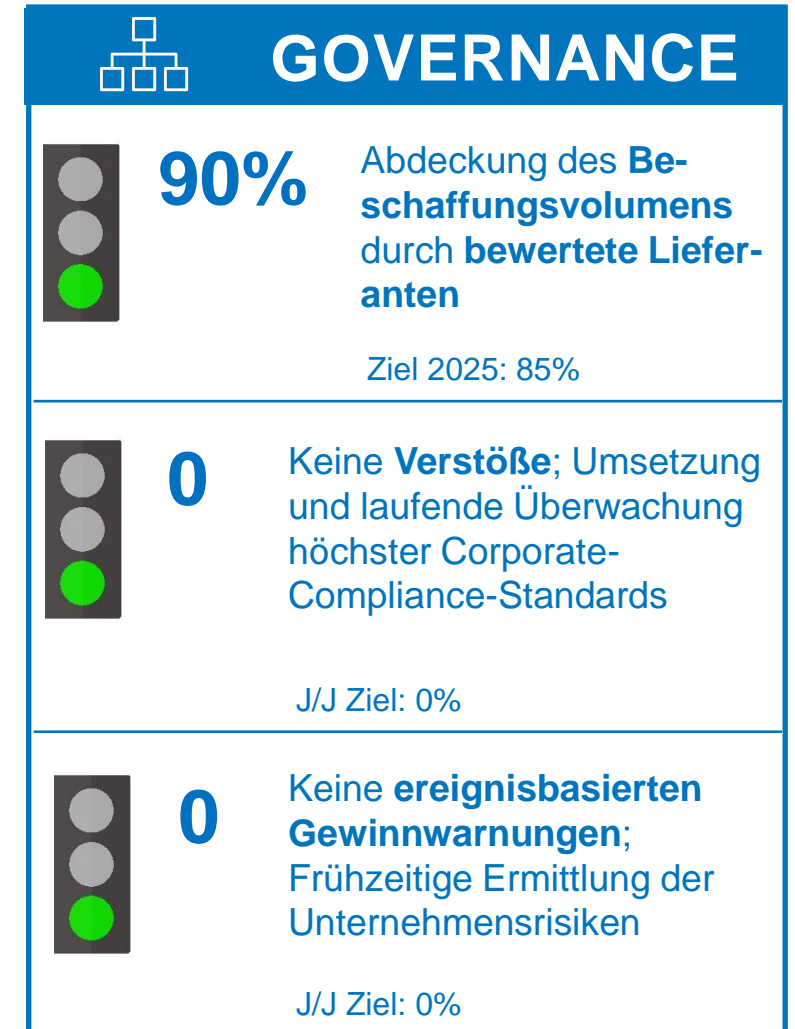 GOVERNANCE
90%
Abdeckung des Be-
schaffungsvolumens
durch bewertete Liefer-
anten
Ziel 2025: 85%
0
Keine Verstöße; Umsetzung
und laufende Überwachung
höchster Corporate-
Compliance-Standards
J/J Ziel: 0%
0
Keine ereignisbasierten
Gewinnwarnungen;
Frühzeitige Ermittlung der
Unternehmensrisiken
J/J Ziel: 0%